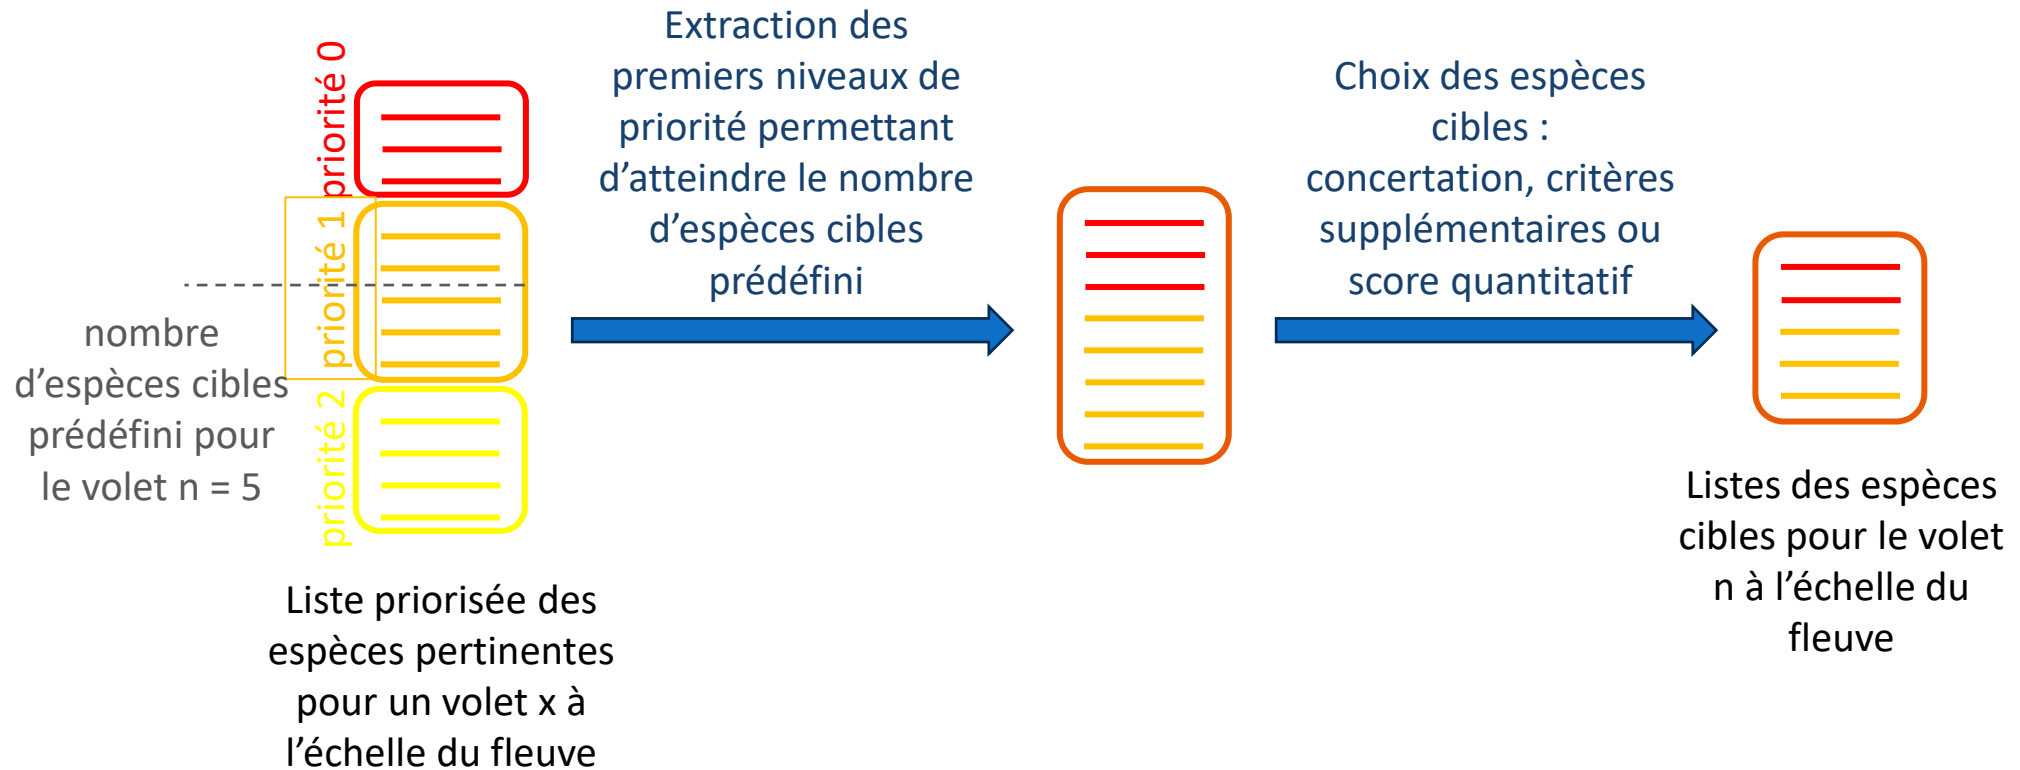 priorité 0
priorité 1
priorité 2
nombre
d'espèces cibles
prédéfini pour
le volet n = 5
Liste priorisée des
espèces pertinentes
pour un volet x à
l'échelle du fleuve
Extraction des
premiers niveaux de
priorité permettant
d'atteindre le nombre
d'espèces cibles
prédéfini
Choix des espèces
cibles :
concertation, critères
supplémentaires ou
score quantitatif
Listes des espèces
cibles pour le volet
n à l'échelle du
fleuve